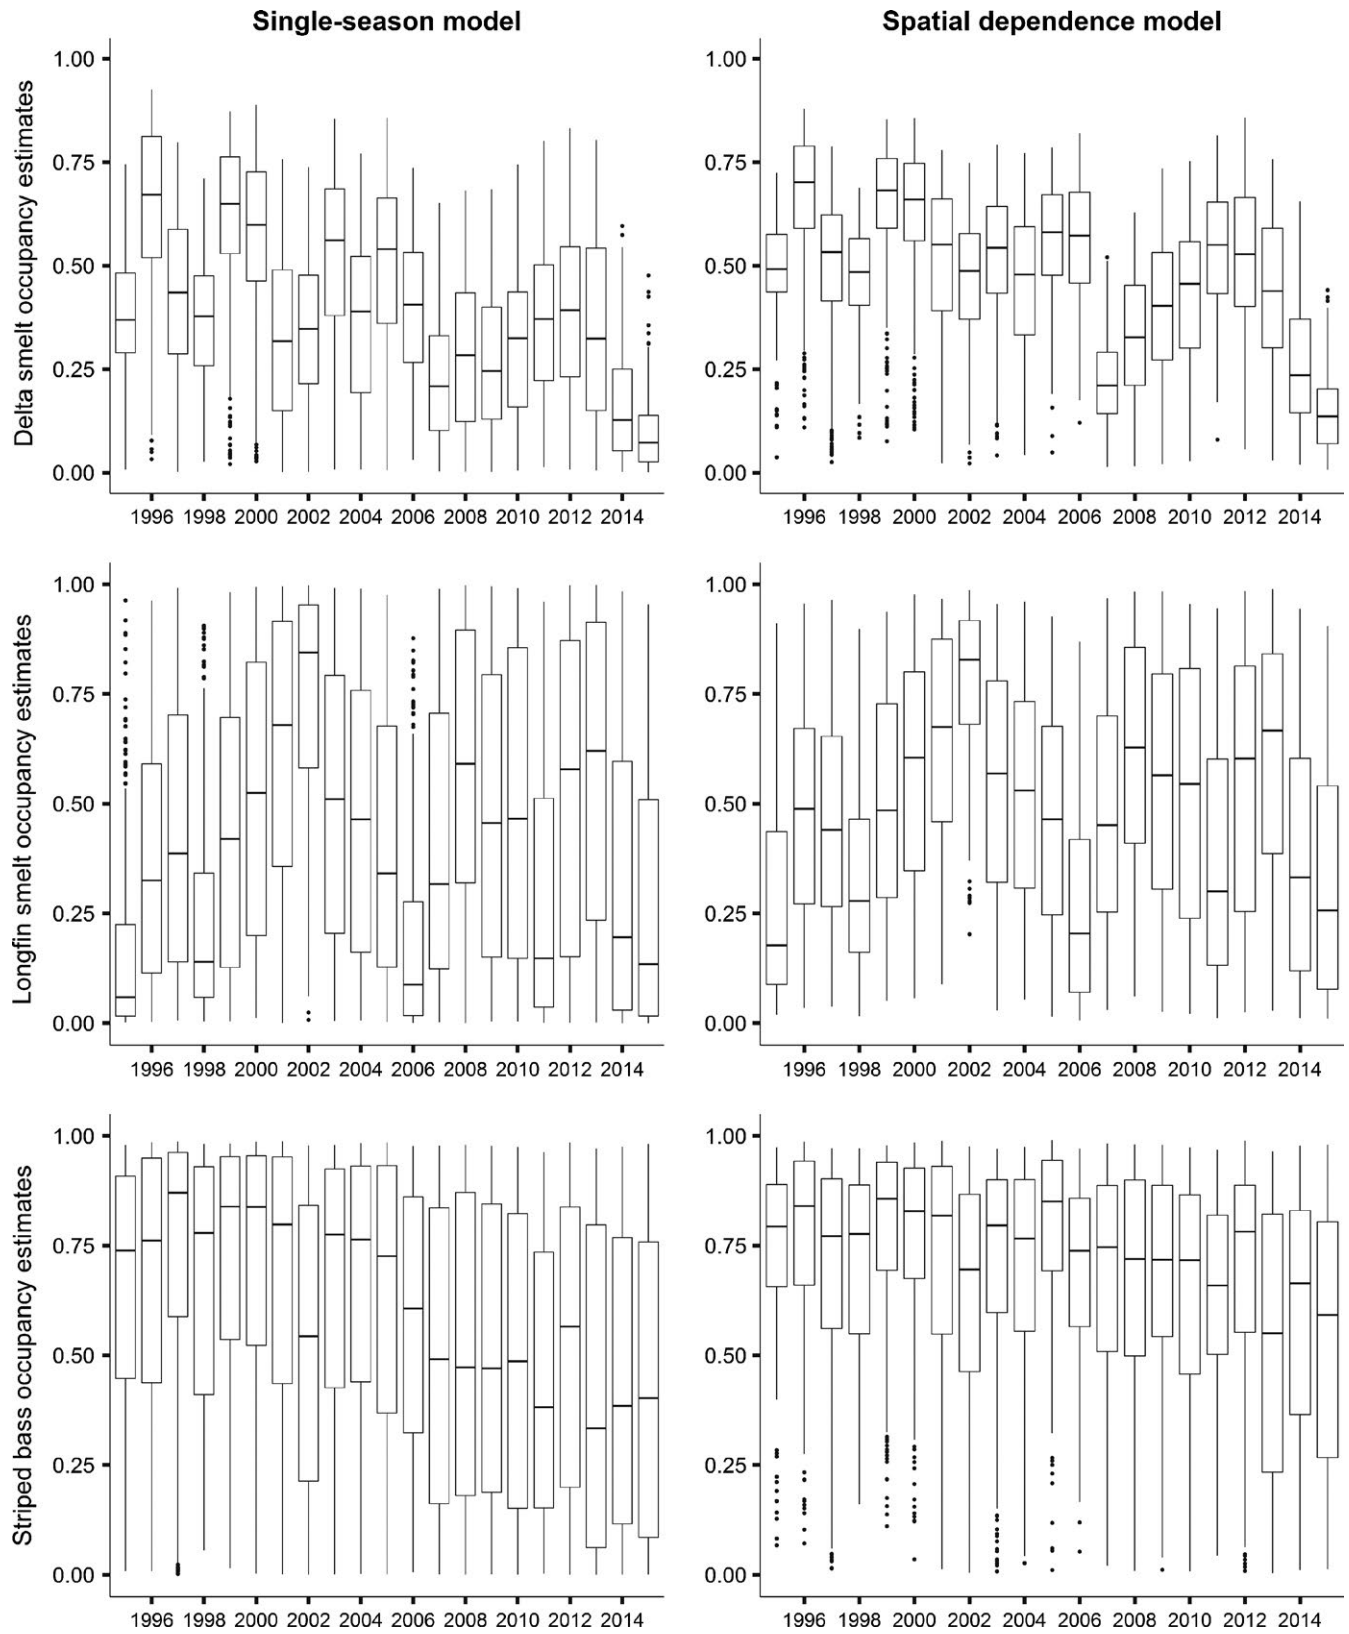 Single-season model
Spatial dependence model
Delta smelt occupancy estimates
1.00
0.75
0.50
0.25
0.00
1996 1998 2000 2002 2004 2006 2008 2010 2012 2014
1.00
0.75
0.50
0.25
0.00
1996 1998 2000 2002 2004 2006 2008 2010 2012 2014
Longfin smelt occupancy estimates
1.00
0.75
0.50
0.25
0.00
1996 1998 2000 2002 2004 2006 2008 2010 2012 2014
1.00
0.75
0.50
0.25
0.00
1996 1998 2000 2002 2004 2006 2008 2010 2012 2014
Striped bass occupancy estimates
1.00
0.75
0.50
0.25
0.00
1996 1998 2000 2002 2004 2006 2008 2010 2012 2014
1.00
0.75
0.50
0.25
0.00
1996 1998 2000 2002 2004 2006 2008 2010 2012 2014